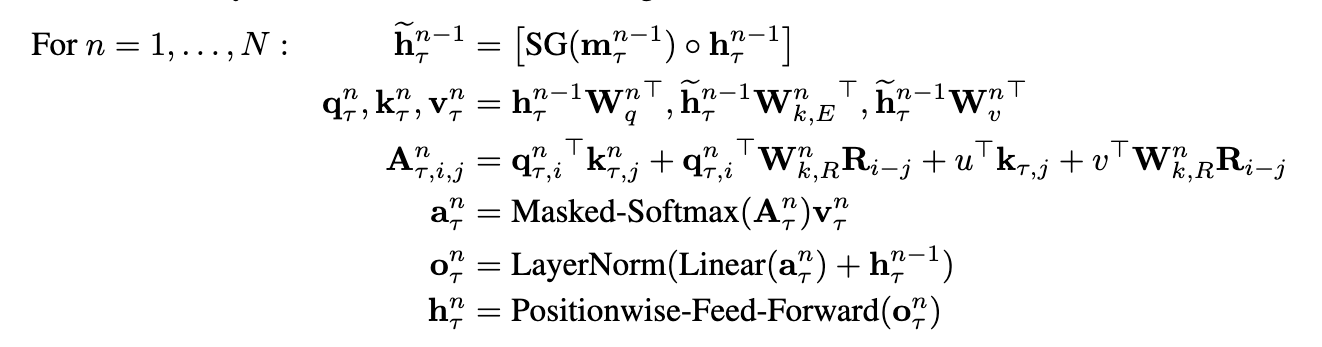 For n = 1, . . . , N : h̃_τ^{n−1} = [SG(m_τ^{n−1}) ∘ h_τ^{n−1}]
q_τ^n, k_τ^n, v_τ^n = h_τ^{n−1} W_q^{n⊤}, h̃_τ^{n−1} W_{k,E}^{n ⊤}, h̃_τ^{n−1} W_v^{n⊤}
A_{τ,i,j}^n = q_{τ,i}^{n ⊤} k_{τ,j}^n + q_{τ,i}^{n ⊤} W_{k,R}^n R_{i−j} + u^⊤ k_{τ,j} + v^⊤ W_{k,R}^n R_{i−j}
a_τ^n = Masked-Softmax(A_τ^n)v_τ^n
o_τ^n = LayerNorm(Linear(a_τ^n) + h_τ^{n−1})
h_τ^n = Positionwise-Feed-Forward(o_τ^n)